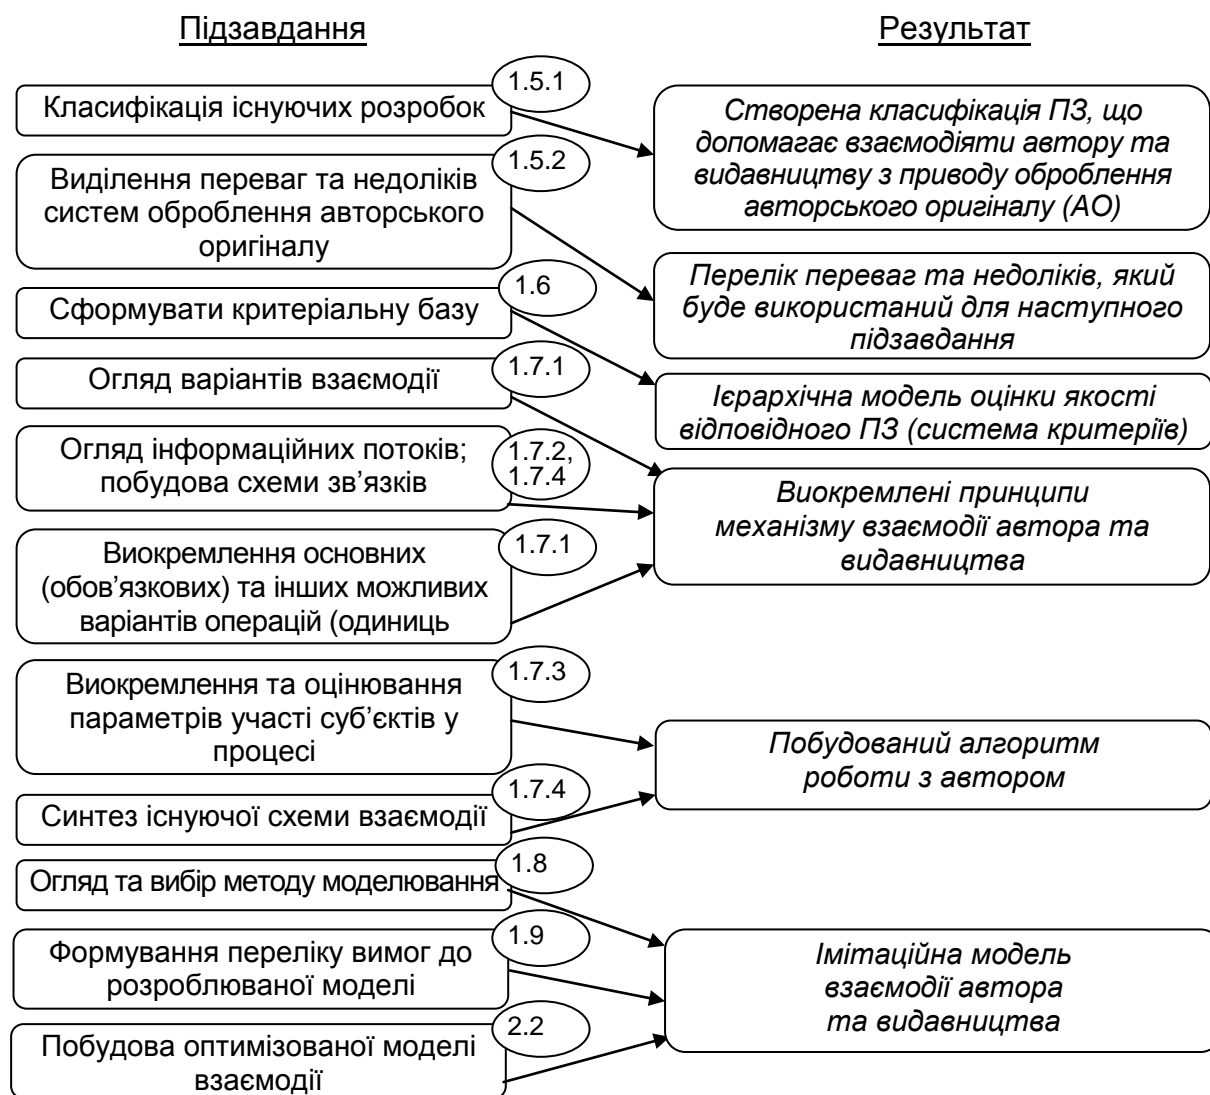 Підзавдання
Результат
Класифікація існуючих розробок
1.5.1
Створена класифікація ПЗ, що
допомагає взаємодіяти автору та
видавництву з приводу оброблення
авторського оригіналу (АО)
Виділення переваг та недоліків
систем оброблення авторського
оригіналу
1.5.2
Перелік переваг та недоліків, який
буде використаний для наступного
підзавдання
Сформувати критеріальну базу
1.6
Ієрархічна модель оцінки якості
відповідного ПЗ (система критеріїв)
Огляд варіантів взаємодії
1.7.1
Огляд інформаційних потоків;
побудова схеми зв’язків
1.7.2,
1.7.4
Виокремлені принципи
механізму взаємодії автора та
видавництва
Виокремлення основних
(обов’язкових) та інших можливих
варіантів операцій (одиниць
1.7.1
Виокремлення та оцінювання
параметрів участі суб’єктів у
процесі
1.7.3
Побудований алгоритм
роботи з автором
Синтез існуючої схеми взаємодії
1.7.4
Огляд та вибір методу моделювання
1.8
Формування переліку вимог до
розроблюваної моделі
1.9
Імітаційна модель
взаємодії автора
та видавництва
Побудова оптимізованої моделі
взаємодії
2.2